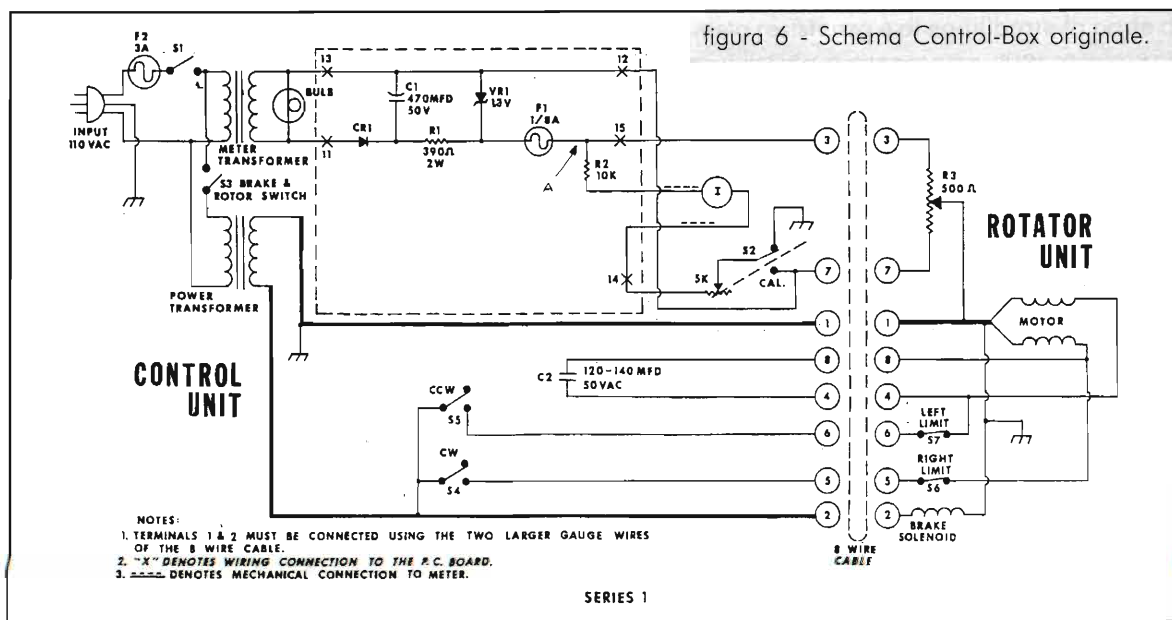 figura 6 - Schema Control-Box originale.
F2
3A
S1
INPUT
110 VAC
METER
TRANSFORMER
S3 BRAKE &
ROTOR SWITCH
POWER
TRANSFORMER
BULB
13
11
CR1
C1
470MFD
50V
R1
390Ω
2W
VR1
13V
F1
1/8A
12
15
A
R2
10K
I
14
5K
S2
CAL.
CONTROL
UNIT
C2
120-140 MFD
50VAC
CCW
S5
CW
S4
3
7
1
8
4
6
5
2
8 WIRE
CABLE
3
7
1
8
4
6
5
2
R3
500 Ω
ROTATOR
UNIT
MOTOR
LEFT
LIMIT
S7
RIGHT
LIMIT
S6
BRAKE
SOLENOID
NOTES:
1. TERMINALS 1 & 2 MUST BE CONNECTED USING THE TWO LARGER GAUGE WIRES
OF THE 8 WIRE CABLE.
2. "X" DENOTES WIRING CONNECTION TO THE P.C. BOARD.
3. ---- DENOTES MECHANICAL CONNECTION TO METER.
SERIES 1